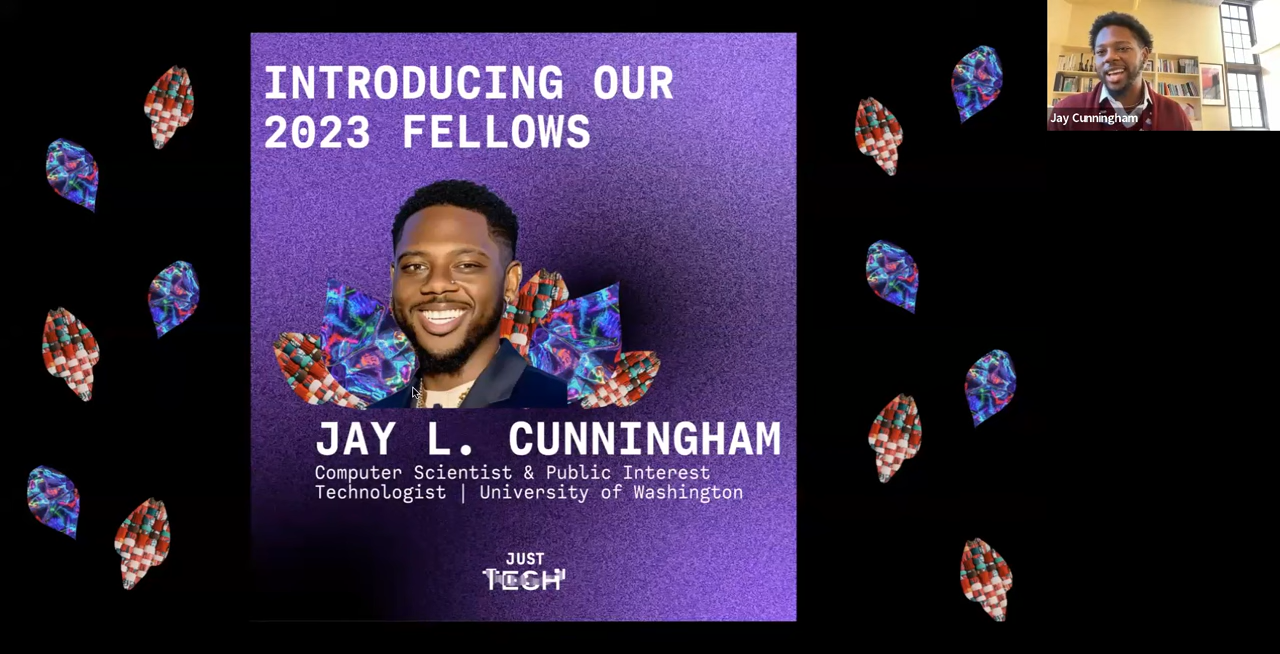 INTRODUCING OUR
2023 FELLOWS
JAY L. CUNNINGHAM
Computer Scientist & Public Interest
Technologist | University of Washington
JUST
TECH
Jay Cunningham